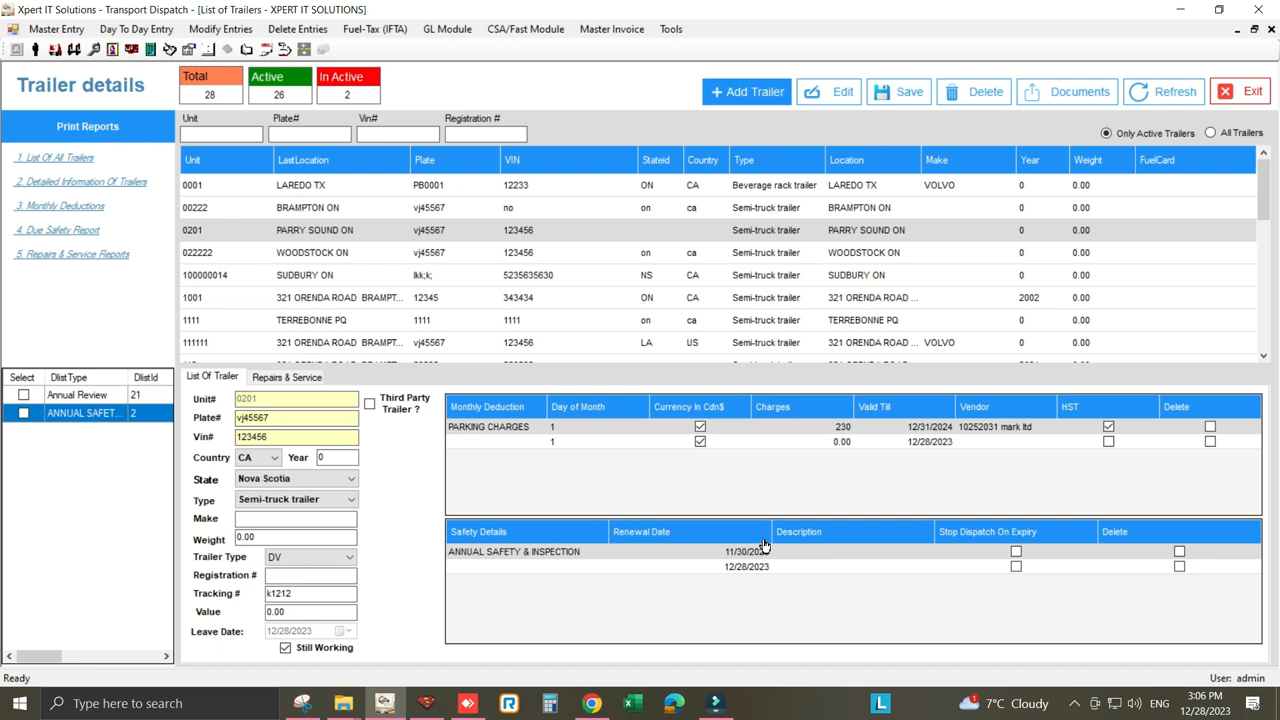 Xpert IT Solutions - Transport Dispatch - [List of Trailers - XPERT IT SOLUTIONS]
Master Entry Day To Day Entry Modify Entries Delete Entries Fuel-Tax (IFTA) GL Module CSA/Fast Module Master Invoice Tools
Trailer details
Total Active In Active
28 26 2
+ Add Trailer Edit Save Delete Documents Refresh Exit
Print Reports
1. List Of All Trailers
2. Detailed Information Of Trailers
3. Monthly Deductions
4. Due Safety Report
5. Repairs & Service Reports
Unit Plate# Vin# Registration #
Only Active Trailers All Trailers
Unit LastLocation Plate VIN Stateid Country Type Location Make Year Weight FuelCard
0001 LAREDO TX PB0001 12233 ON CA Beverage rack trailer LAREDO TX VOLVO 0 0.00
00222 BRAMPTON ON vj45567 no on ca Semi-truck trailer BRAMPTON ON 0 0.00
0201 PARRY SOUND ON vj45567 123456 Semi-truck trailer PARRY SOUND ON 0 0.00
022222 WOODSTOCK ON vj45567 123456 on ca Semi-truck trailer WOODSTOCK ON 0 0.00
100000014 SUDBURY ON lkk;k; 5235635630 NS CA Semi-truck trailer SUDBURY ON 0 0.00
1001 321 ORENDA ROAD BRAMPT... 12345 343434 ON CA Semi-truck trailer 321 ORENDA ROAD ... 2002 0.00
1111 TERREBONNE PQ 1111 1111 on ca Semi-truck trailer TERREBONNE PQ 0 0.00
111111 321 ORENDA ROAD BRAMPT... vj45567 123456 LA US Semi-truck trailer 321 ORENDA ROAD ... VOLVO 0 0.00
Select DlistType DlistId
Annual Review 21
ANNUAL SAFET... 2
List Of Trailer Repairs & Service
Unit# 0201
Third Party Trailer ?
Plate# vj45567
Vin# 123456
Country CA Year 0
State Nova Scotia
Type Semi-truck trailer
Make
Weight 0.00
Trailer Type DV
Registration #
Tracking # k1212
Value 0.00
Leave Date: 12/28/2023
Still Working
Monthly Deduction Day of Month Currency In Cdn$ Charges Valid Till Vendor HST Delete
PARKING CHARGES 1 230 12/31/2024 10252031 mark ltd
1 0.00 12/28/2023
Safety Details Renewal Date Description Stop Dispatch On Expiry Delete
ANNUAL SAFETY & INSPECTION
12/28/2023
Ready User: admin
Type here to search 7°C Cloudy ENG 3:06 PM
12/28/2023